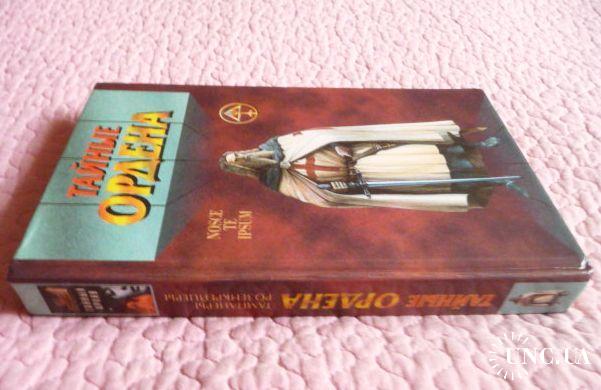 ТАЙНЫЕ
ОРДЕНА
NOSCE
TE
IPSUM
ТАЙНЫЕ ОРДЕНА
ТАМПЛИЕРЫ
РОЗЕНКРЕЙЦЕРЫ
UNC.UA